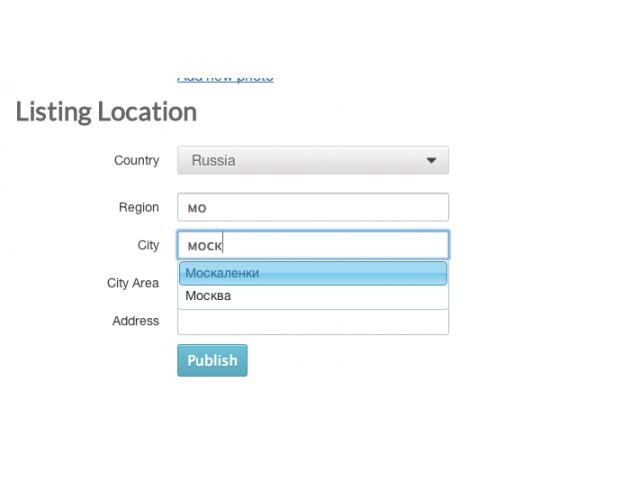 Add new photo
Listing Location
Country Russia
Region мо
City моск
Москаленки
City Area
Москва
Address
Publish